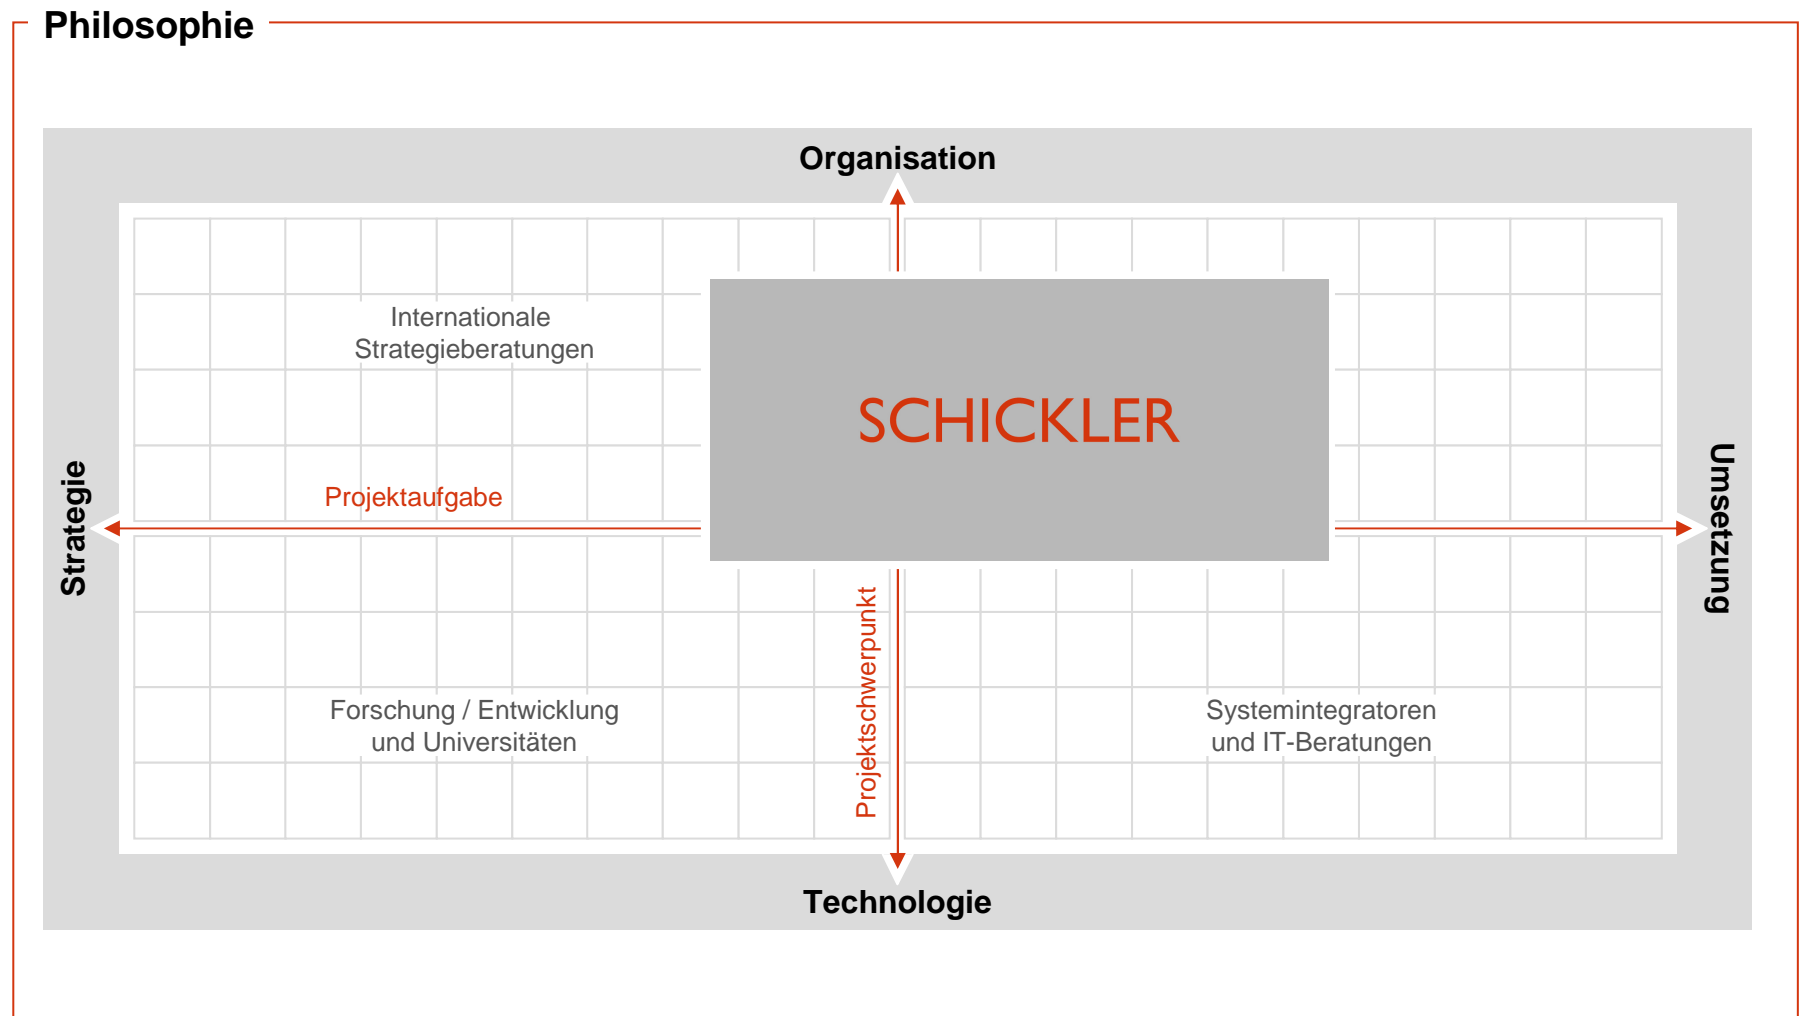 Philosophie
Organisation
Internationale
Strategieberatungen
SCHICKLER
Projektaufgabe
Strategie
Umsetzung
Projektschwerpunkt
Forschung / Entwicklung
und Universitäten
Systemintegratoren
und IT-Beratungen
Technologie